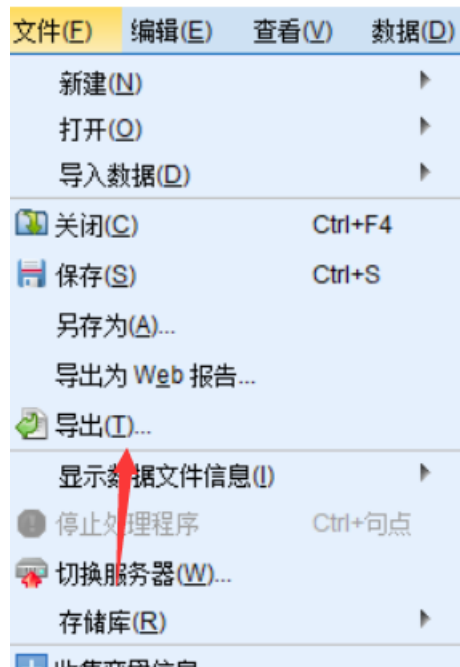 文件(F) 编辑(E) 查看(V) 数据(D)
新建(N)
打开(O)
导入数据(D)
关闭(C) Ctrl+F4
保存(S) Ctrl+S
另存为(A)...
导出为 Web 报告...
导出(T)...
显示数据文件信息(I)
停止处理程序 Ctrl+句点
切换服务器(W)...
存储库(R)